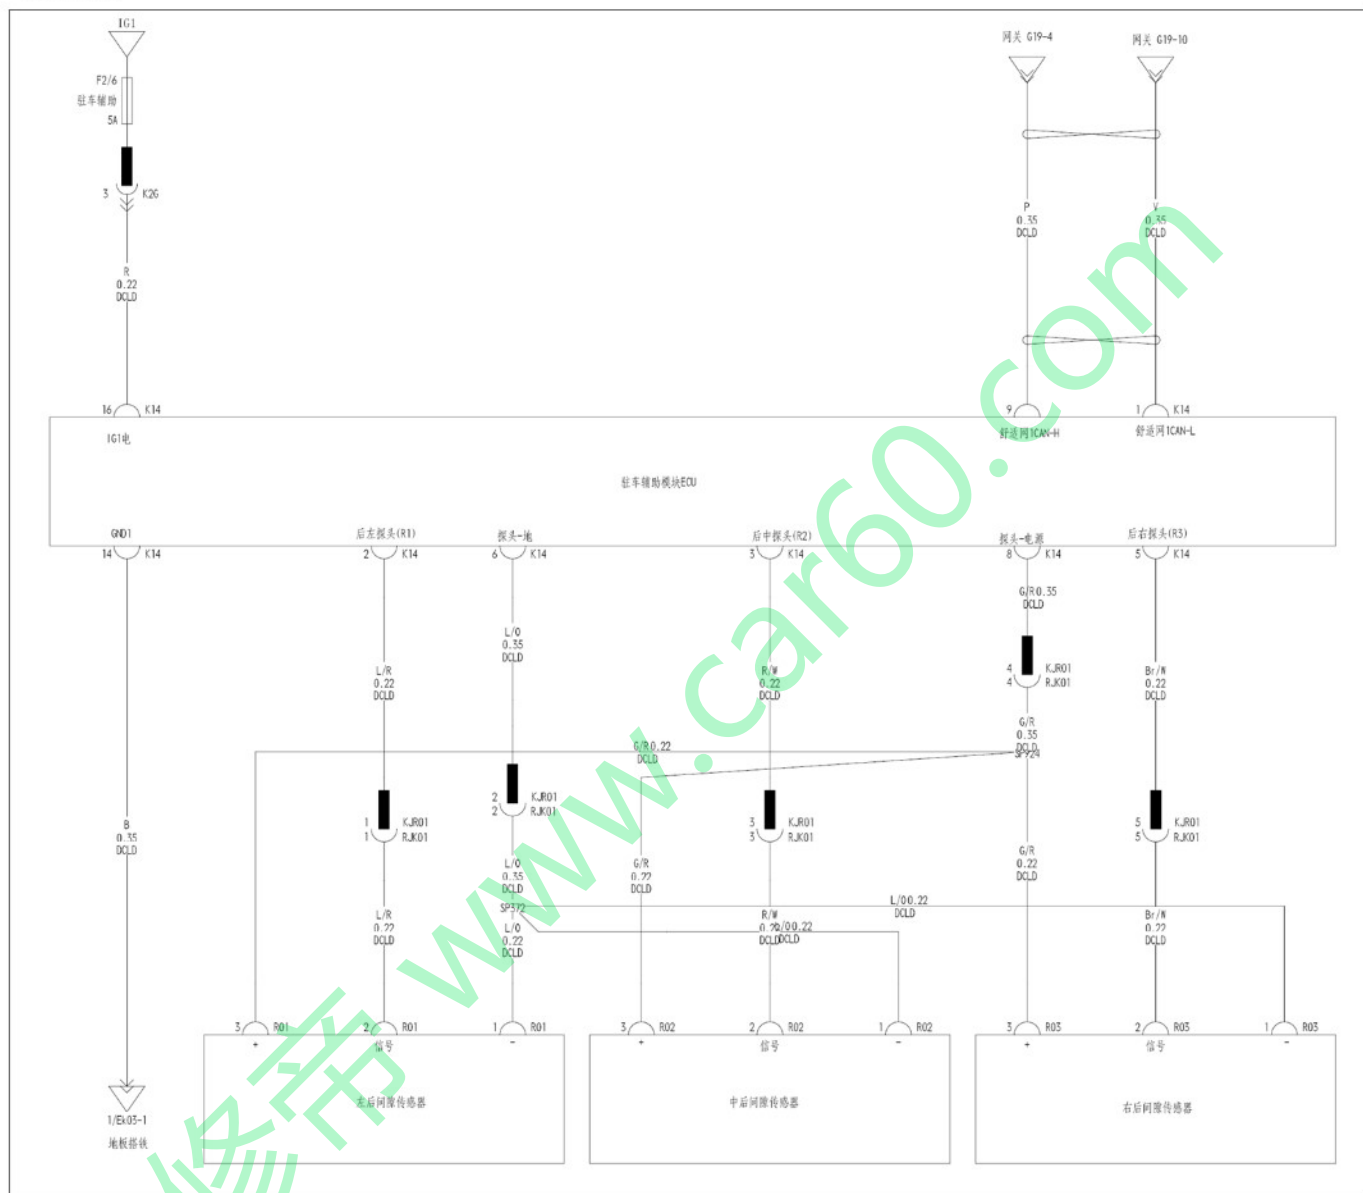 IG1
网关 G19-4
网关 G19-10
F2/6
驻车辅助
5A
3 K2G
P
0.35
DCLD
V
0.35
DCLD
R
0.22
DCLD
16 K14
9
1 K14
IG1电
舒适网1CAN-H
舒适网1CAN-L
驻车辅助模块ECU
GND1
后左探头(R1)
探头-地
后中探头(R2)
探头-电源
后右探头(R3)
14 K14
2 K14
6 K14
3 K14
8 K14
5 K14
G/R0.35
DCLD
L/O
0.35
DCLD
L/R
0.22
DCLD
R/W
0.22
DCLD
4 KJR01
4 RJK01
Br/W
0.22
DCLD
G/R
0.35
DCLD
SP924
G/R0.22
DCLD
2 KJR01
2 RJK01
1 KJR01
1 RJK01
3 KJR01
3 RJK01
5 KJR01
5 RJK01
B
0.35
DCLD
L/O
0.35
DCLD
G/R
0.22
DCLD
G/R
0.22
DCLD
SP372
L/O0.22
DCLD
L/R
0.22
DCLD
L/O
0.22
DCLD
R/W
0.22
DCLD
L/O0.22
DCLD
Br/W
0.22
DCLD
3 R01
2 R01
1 R01
3 R02
2 R02
1 R02
3 R03
2 R03
1 R03
+
信号
-
+
信号
-
+
信号
-
左后间隙传感器
中后间隙传感器
右后间隙传感器
1/Ek03-1
地板搭铁
修帝 www.car60.com